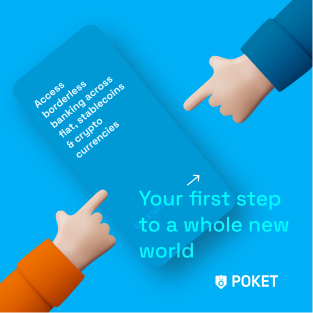 Access
borderless
banking across
fiat, stablecoins
& crypto
currencies
Your first step
to a whole new
world
POKET